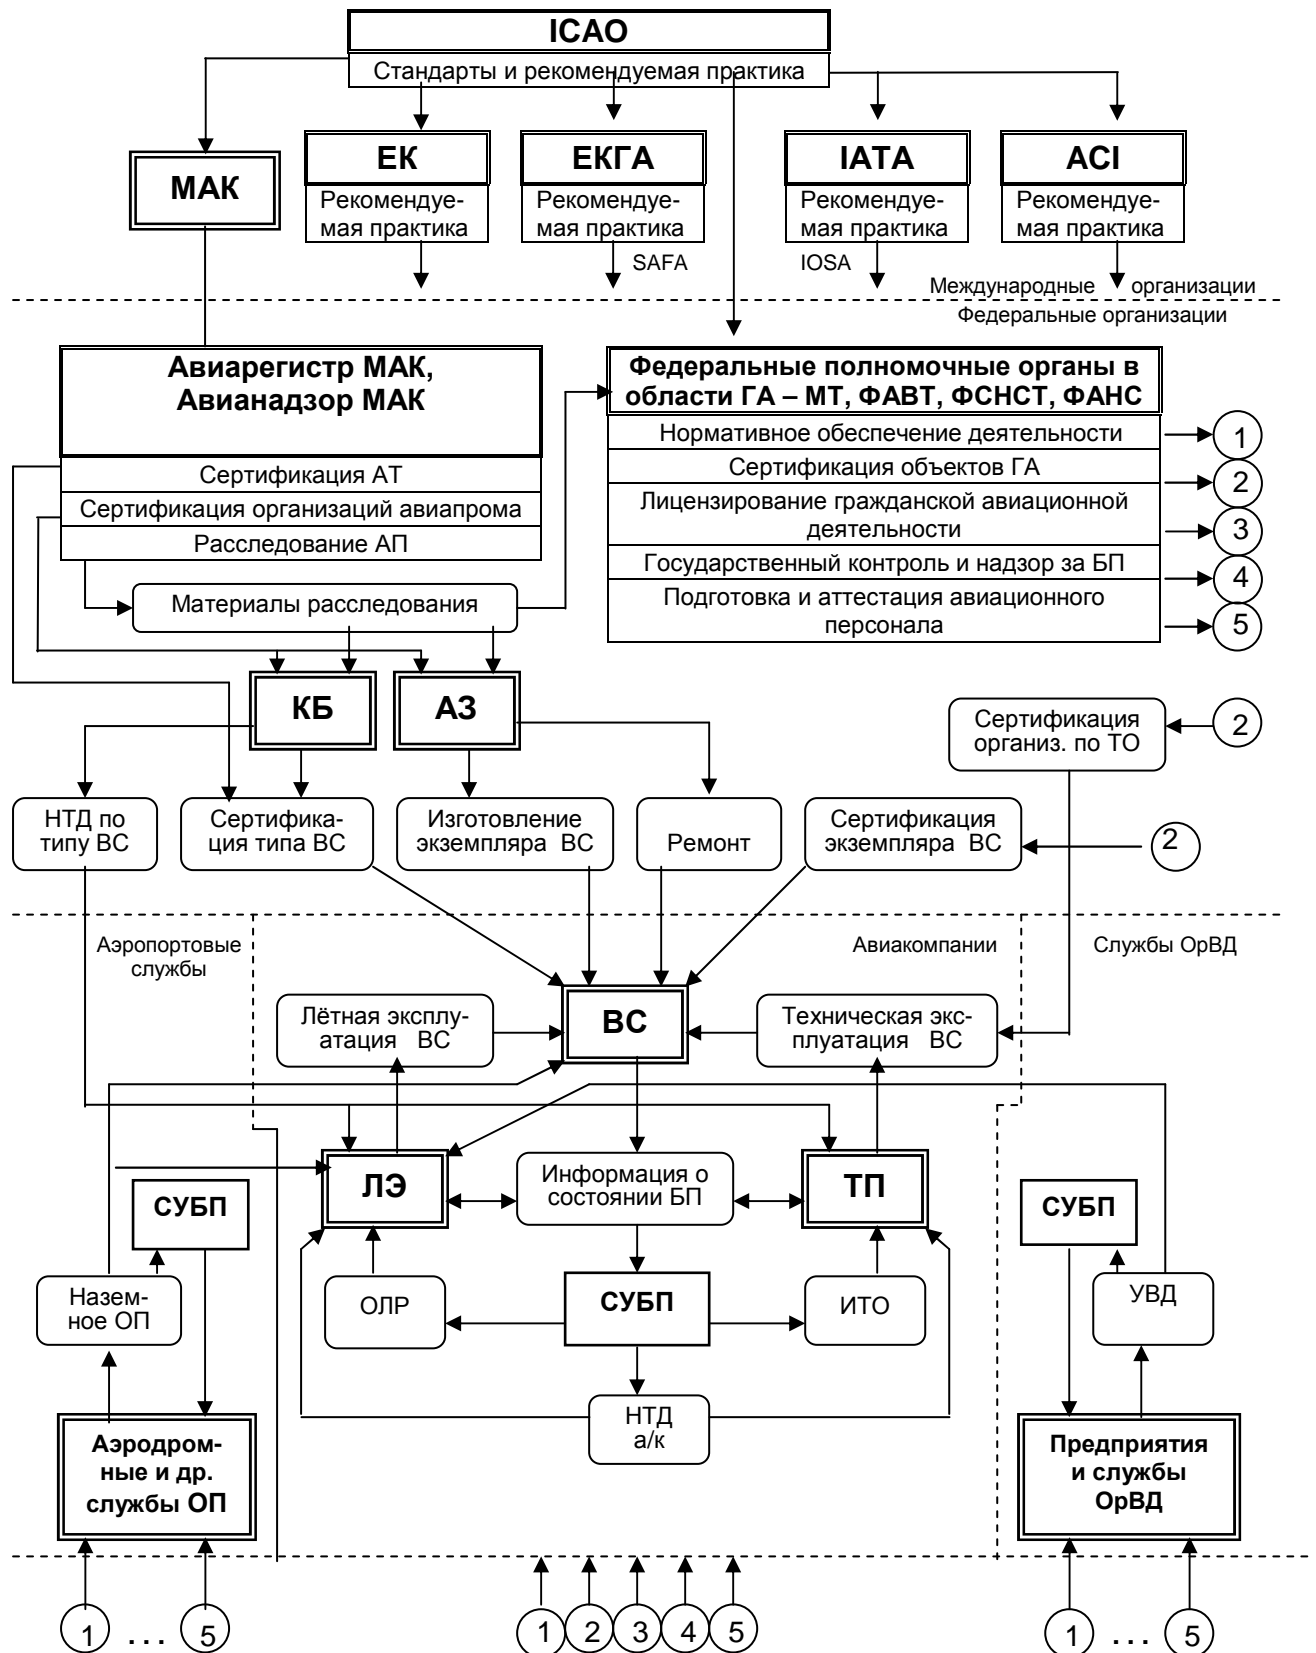 ICAO
Стандарты и рекомендуемая практика
МАК
ЕК
Рекомендуе-
мая практика
ЕКГА
Рекомендуе-
мая практика
IATA
Рекомендуе-
мая практика
ACI
Рекомендуе-
мая практика
SAFA
IOSA
Международные организации
Федеральные организации
Авиарегистр МАК,
Авианадзор МАК
Сертификация АТ
Сертификация организаций авиапрома
Расследование АП
Материалы расследования
Федеральные полномочные органы в
области ГА – МТ, ФАВТ, ФСНСТ, ФАНС
Нормативное обеспечение деятельности
1
Сертификация объектов ГА
2
Лицензирование гражданской авиационной
деятельности
3
Государственный контроль и надзор за БП
4
Подготовка и аттестация авиационного
персонала
5
КБ
АЗ
Сертификация
организ. по ТО
2
НТД по
типу ВС
Сертифика-
ция типа ВС
Изготовление
экземпляра ВС
Ремонт
Сертификация
экземпляра ВС
2
Аэропортовые
службы
Авиакомпании
Службы ОрВД
Лётная эксплу-
атация ВС
ВС
Техническая экс-
плуатация ВС
ЛЭ
Информация о
состоянии БП
ТП
СУБП
СУБП
Назем-
ное ОП
ОЛР
СУБП
ИТО
УВД
НТД
а/к
Аэродром-
ные и др.
службы ОП
Предприятия
и службы
ОрВД
1 ... 5
1 2 3 4 5
1 ... 5